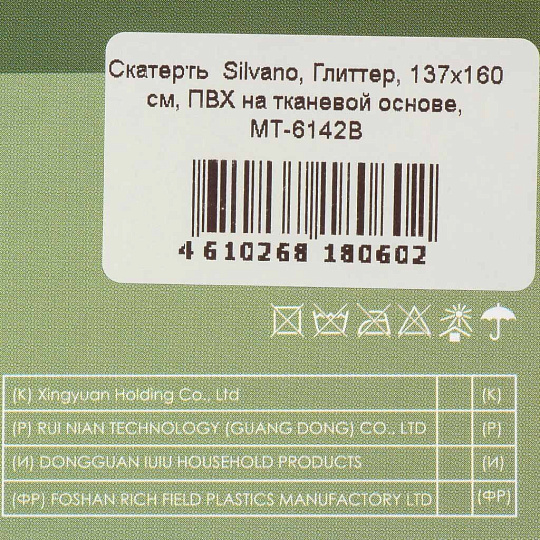 Скатерть Silvano, Глиттер, 137x160
см, ПВХ на тканевой основе,
MT-6142B
4 610268 180602
(К) Xingyuan Holding Co., Ltd (К)
(Р) RUI NIAN TECHNOLOGY (GUANG DONG) CO., LTD (Р)
(И) DONGGUAN IUIU HOUSEHOLD PRODUCTS (И)
(ФР) FOSHAN RICH FIELD PLASTICS MANUFACTORY LTD (ФР)